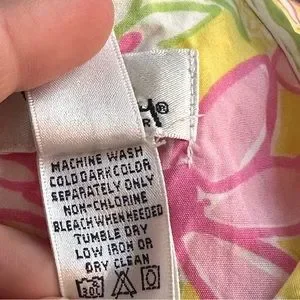 H®
MACHINE WASH
COLD DARK COLOR
SEPARATELY ONLY
NON-CHLORINE
BLEACH WHEN NEEDED
TUMBLE DRY
LOW IRON OR
DRY CLEAN